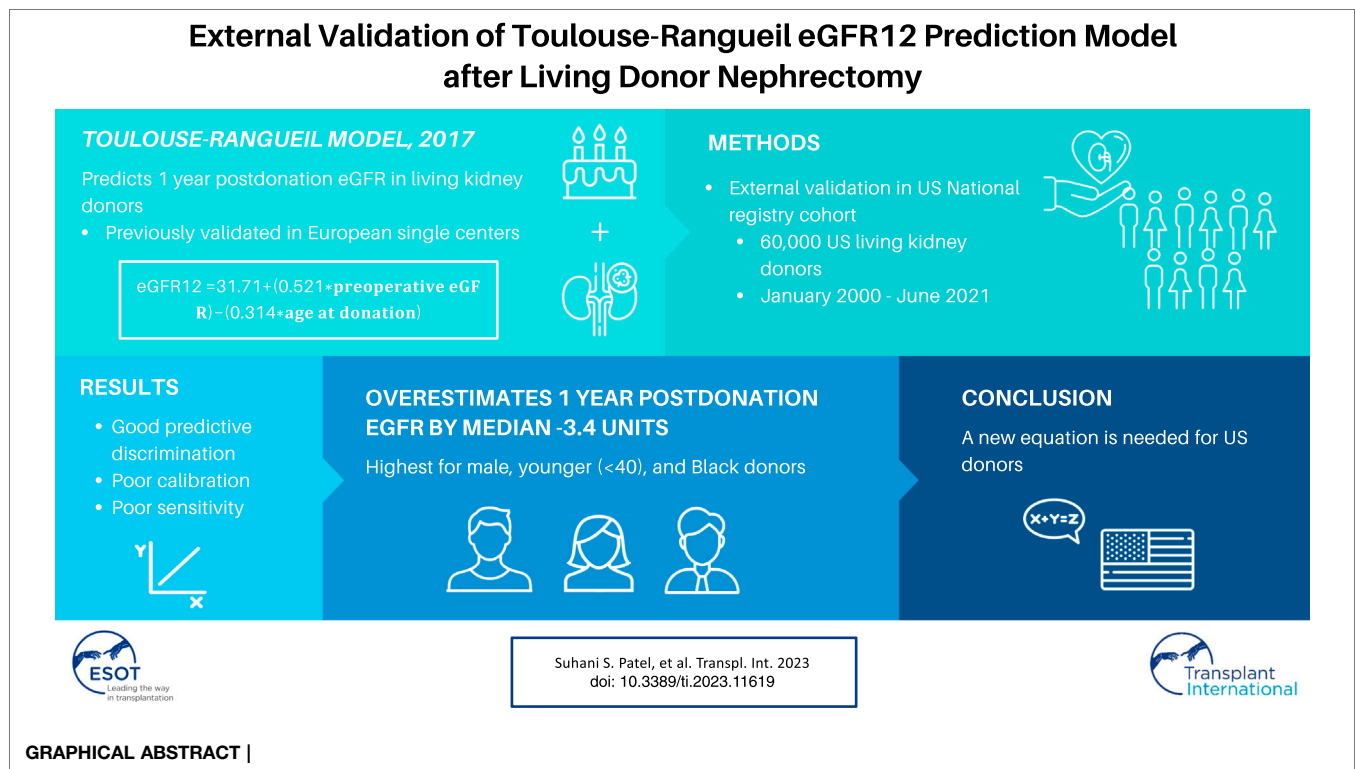 External Validation of Toulouse-Rangueil eGFR12 Prediction Model
after Living Donor Nephrectomy
TOULOUSE-RANGUEIL MODEL, 2017
Predicts 1 year postdonation eGFR in living kidney
donors
• Previously validated in European single centers
eGFR12 =31.71+(0.521*preoperative eGF
R)−(0.314*age at donation)
+
METHODS
• External validation in US National
registry cohort
• 60,000 US living kidney
donors
• January 2000 - June 2021
RESULTS
• Good predictive
discrimination
• Poor calibration
• Poor sensitivity
Y
X
OVERESTIMATES 1 YEAR POSTDONATION
EGFR BY MEDIAN -3.4 UNITS
Highest for male, younger (<40), and Black donors
CONCLUSION
A new equation is needed for US
donors
X+Y=Z
ESOT
Leading the way
in transplantation
Suhani S. Patel, et al. Transpl. Int. 2023
doi: 10.3389/ti.2023.11619
Transplant
International
GRAPHICAL ABSTRACT |